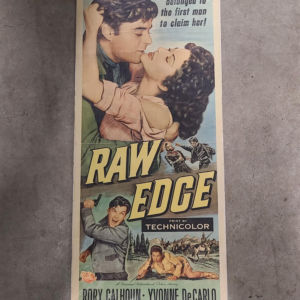 belonged to
the first man
to claim her!
RAW
EDGE
PRINT BY
TECHNICOLOR
RORY CALHOUN · YVONNE DeCARLO